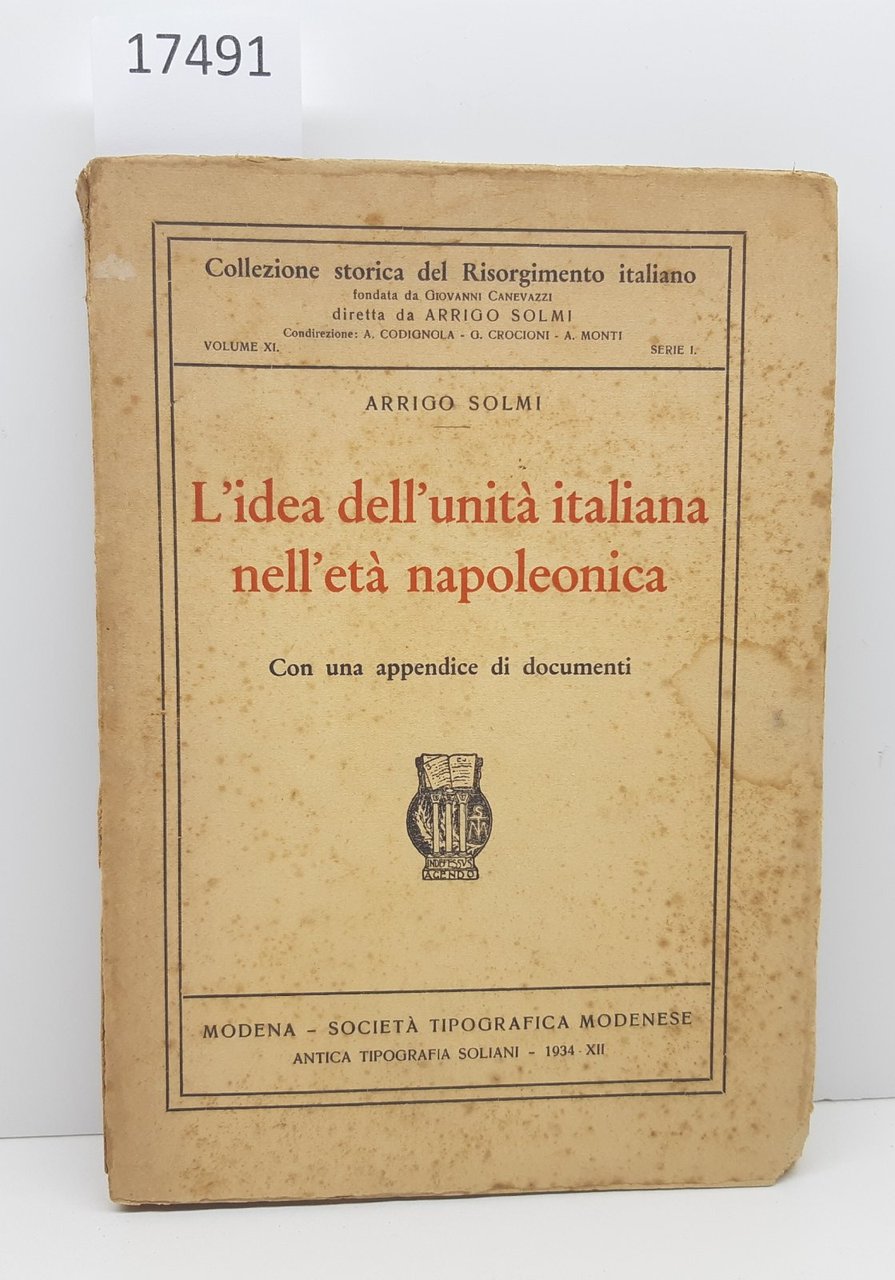 17491
Collezione storica del Risorgimento italiano
fondata da GIOVANNI CANEVAZZI
diretta da ARRIGO SOLMI
Condirezione: A. CODIGNOLA - G. CROCIONI - A. MONTI
VOLUME XI. SERIE I.
ARRIGO SOLMI
L'idea dell'unità italiana
nell'età napoleonica
Con una appendice di documenti
INDEFESSVS
AGENDO
MODENA - SOCIETÀ TIPOGRAFICA MODENESE
ANTICA TIPOGRAFIA SOLIANI - 1934 - XII